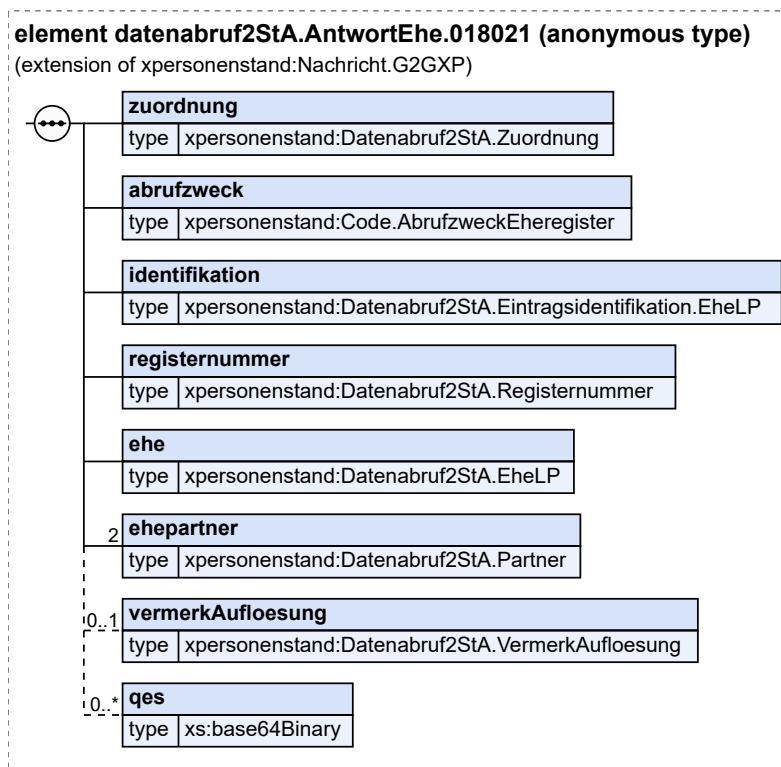 element datenabruf2StA.AntwortEhe.018021 (anonymous type)
(extension of xpersonenstand:Nachricht.G2GXP)
zuordnung
type xpersonenstand:Datenabruf2StA.Zuordnung
abrufzweck
type xpersonenstand:Code.AbrufzweckEheregister
identifikation
type xpersonenstand:Datenabruf2StA.Eintragsidentifikation.EheLP
registernummer
type xpersonenstand:Datenabruf2StA.Registernummer
ehe
type xpersonenstand:Datenabruf2StA.EheLP
2 ehepartner
type xpersonenstand:Datenabruf2StA.Partner
0..1 vermerkAufloesung
type xpersonenstand:Datenabruf2StA.VermerkAufloesung
0..* qes
type xs:base64Binary